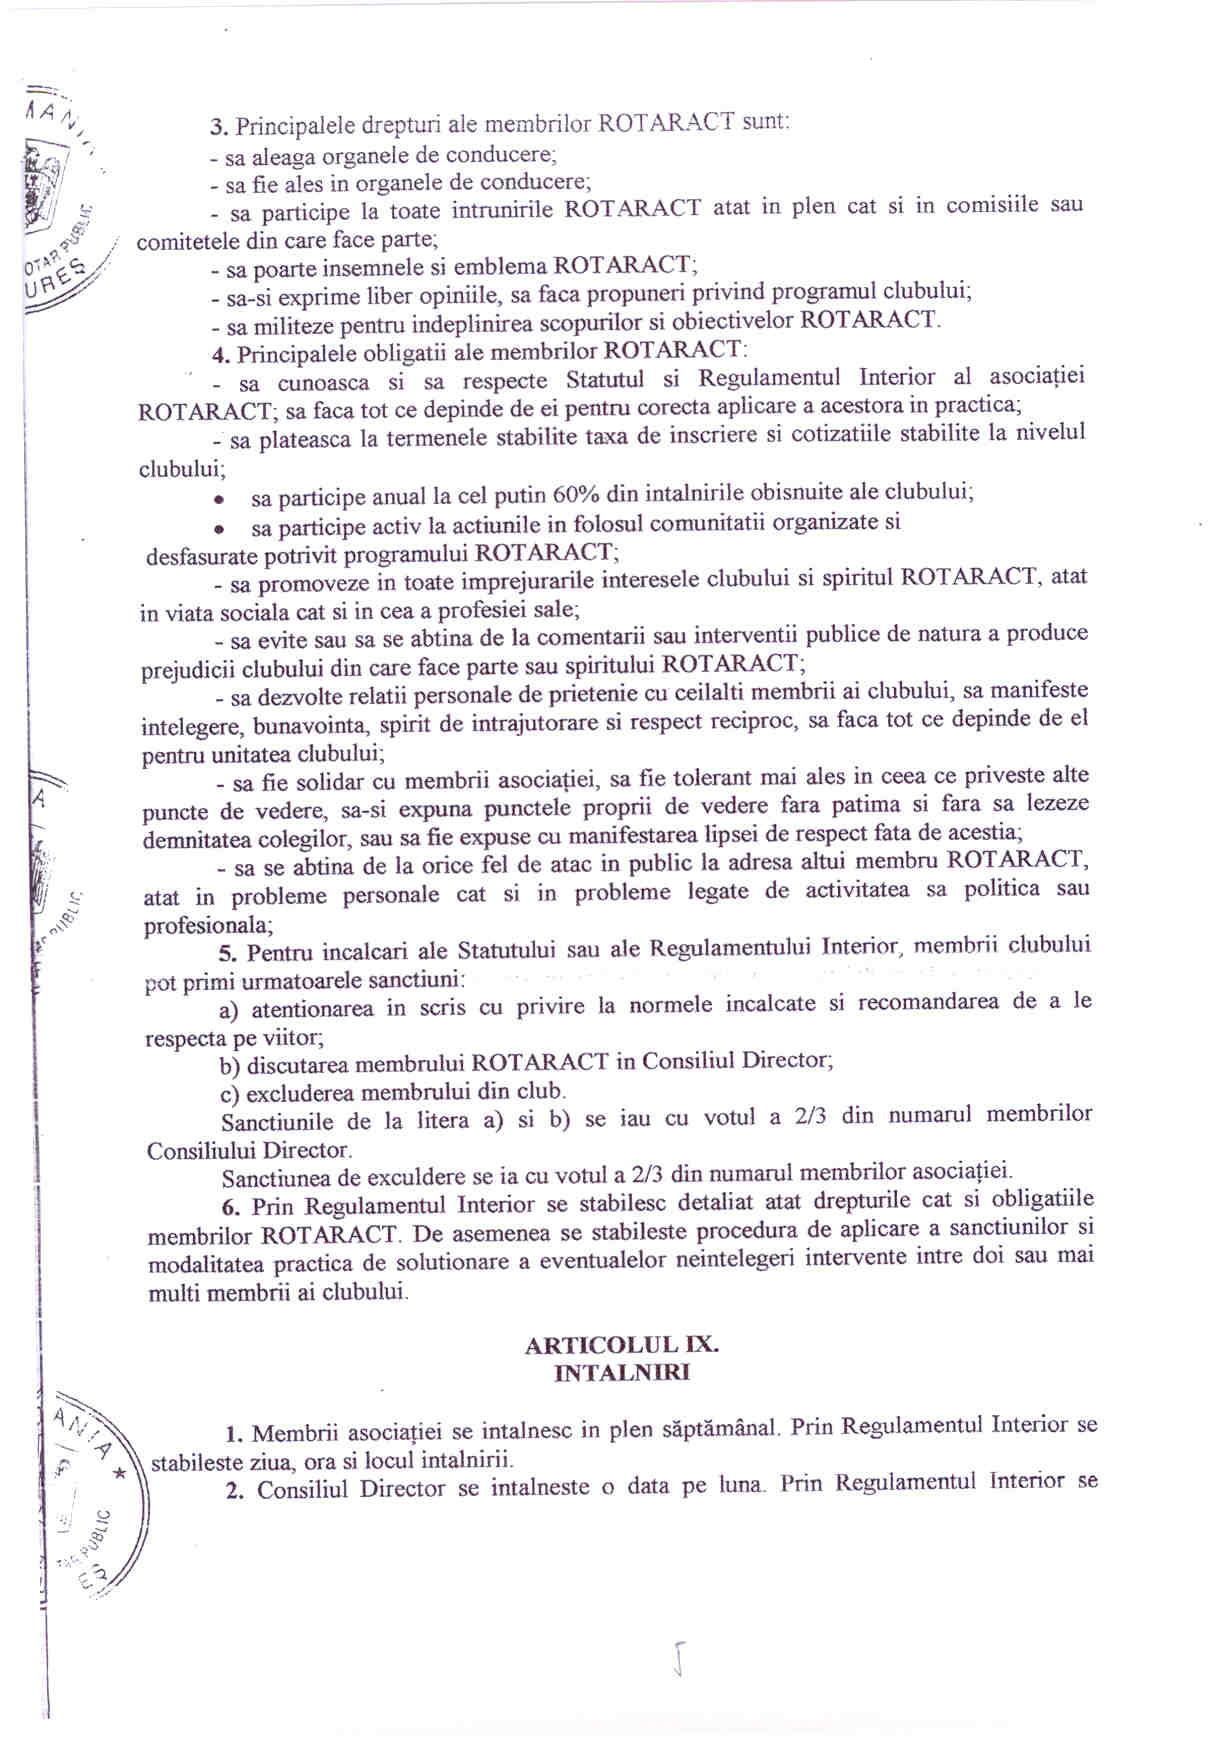 3. Principalele drepturi ale membrilor ROTARACT sunt:
- sa aleaga organele de conducere;
- sa fie ales in organele de conducere;
- sa participe la toate intrunirile ROTARACT atat in plen cat si in comisiile sau
comitetele din care face parte;
- sa poarte insemnele si emblema ROTARACT;
- sa-si exprime liber opiniile, sa faca propuneri privind programul clubului;
- sa militeze pentru indeplinirea scopurilor si obiectivelor ROTARACT.
4. Principalele obligatii ale membrilor ROTARACT:
- sa cunoasca si sa respecte Statutul si Regulamentul Interior al asociației
ROTARACT; sa faca tot ce depinde de ei pentru corecta aplicare a acestora in practica;
- sa plateasca la termenele stabilite taxa de inscriere si cotizatiile stabilite la nivelul
clubului;
• sa participe anual la cel putin 60% din intalnirile obisnuite ale clubului;
• sa participe activ la actiunile in folosul comunitatii organizate si
desfasurate potrivit programului ROTARACT;
- sa promoveze in toate imprejurarile interesele clubului si spiritul ROTARACT, atat
in viata sociala cat si in cea a profesiei sale;
- sa evite sau sa se abtina de la comentarii sau interventii publice de natura a produce
prejudicii clubului din care face parte sau spiritului ROTARACT;
- sa dezvolte relatii personale de prietenie cu ceilalti membrii ai clubului, sa manifeste
intelegere, bunavointa, spirit de intrajutorare si respect reciproc, sa faca tot ce depinde de el
pentru unitatea clubului;
- sa fie solidar cu membrii asociației, sa fie tolerant mai ales in ceea ce priveste alte
puncte de vedere, sa-si expuna punctele proprii de vedere fara patima si fara sa lezeze
demnitatea colegilor, sau sa fie expuse cu manifestarea lipsei de respect fata de acestia;
- sa se abtina de la orice fel de atac in public la adresa altui membru ROTARACT,
atat in probleme personale cat si in probleme legate de activitatea sa politica sau
profesionala;
5. Pentru incalcari ale Statutului sau ale Regulamentului Interior, membrii clubului
pot primi urmatoarele sanctiuni:
a) atentionarea in scris cu privire la normele incalcate si recomandarea de a le
respecta pe viitor;
b) discutarea membrului ROTARACT in Consiliul Director;
c) excluderea membrului din club.
Sanctiunile de la litera a) si b) se iau cu votul a 2/3 din numarul membrilor
Consiliului Director.
Sanctiunea de exculdere se ia cu votul a 2/3 din numarul membrilor asociației.
6. Prin Regulamentul Interior se stabilesc detaliat atat drepturile cat si obligatiile
membrilor ROTARACT. De asemenea se stabileste procedura de aplicare a sanctiunilor si
modalitatea practica de solutionare a eventualelor neintelegeri intervente intre doi sau mai
multi membrii ai clubului.
ARTICOLUL IX.
INTALNIRI
1. Membrii asociației se intalnesc in plen săptămânal. Prin Regulamentul Interior se
stabileste ziua, ora si locul intalnirii.
2. Consiliul Director se intalneste o data pe luna. Prin Regulamentul Interior se
5